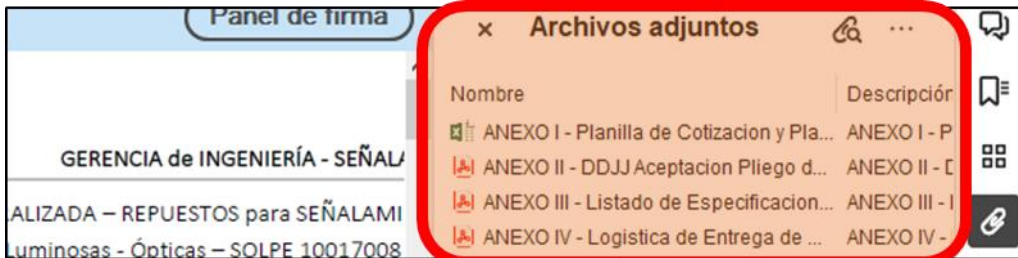 Panel de firma
GERENCIA de INGENIERÍA - SEÑALA
ALIZADA – REPUESTOS para SEÑALAMI
Luminosas - Ópticas – SOLPE 10017008
× Archivos adjuntos ...
Nombre Descripción
ANEXO I - Planilla de Cotizacion y Pla... ANEXO I - P
ANEXO II - DDJJ Aceptacion Pliego d... ANEXO II - D
ANEXO III - Listado de Especificacion... ANEXO III -
ANEXO IV - Logistica de Entrega de ... ANEXO IV -